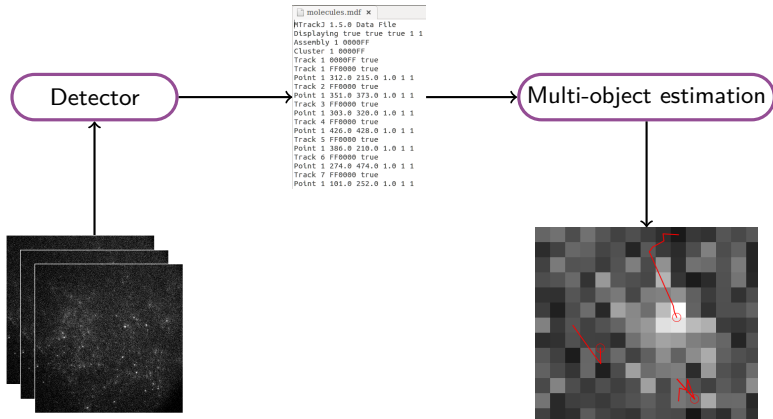 molecules.mdf ×
MTrackJ 1.5.0 Data File
Displaying true true true 1 1
Assembly 1 0000FF
Cluster 1 0000FF
Track 1 0000FF true
Track 1 FF0000 true
Point 1 312.0 215.0 1.0 1 1
Track 2 FF0000 true
Point 1 351.0 373.0 1.0 1 1
Track 3 FF0000 true
Point 1 303.0 320.0 1.0 1 1
Track 4 FF0000 true
Point 1 426.0 428.0 1.0 1 1
Track 5 FF0000 true
Point 1 386.0 210.0 1.0 1 1
Track 6 FF0000 true
Point 1 274.0 474.0 1.0 1 1
Track 7 FF0000 true
Point 1 101.0 252.0 1.0 1 1
Detector
Multi-object estimation